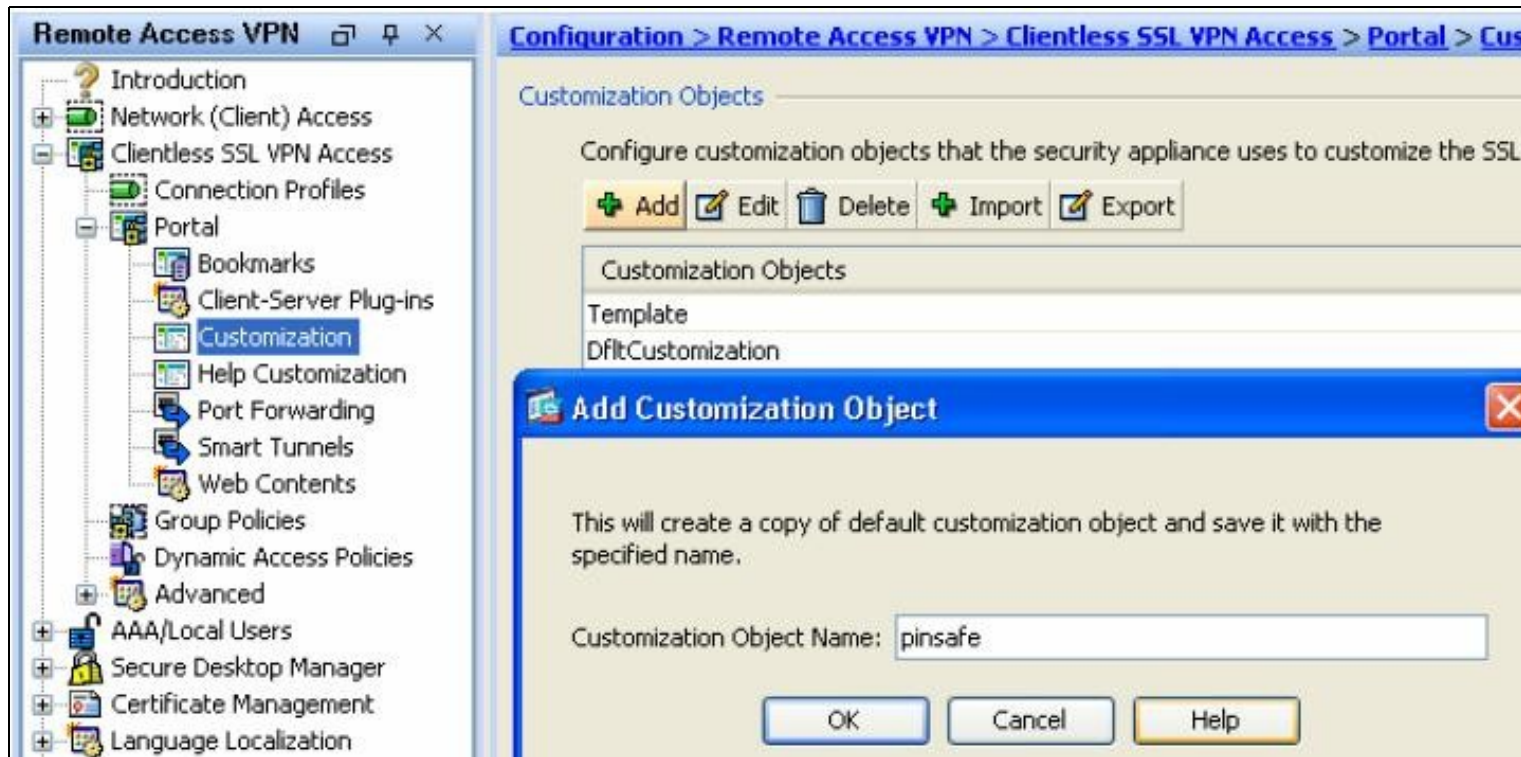 Remote Access VPN
Introduction
Network (Client) Access
Clientless SSL VPN Access
Connection Profiles
Portal
Bookmarks
Client-Server Plug-ins
Customization
Help Customization
Port Forwarding
Smart Tunnels
Web Contents
Group Policies
Dynamic Access Policies
Advanced
AAA/Local Users
Secure Desktop Manager
Certificate Management
Language Localization
Configuration > Remote Access VPN > Clientless SSL VPN Access > Portal > Cus
Customization Objects
Configure customization objects that the security appliance uses to customize the SSL
Add Edit Delete Import Export
Customization Objects
Template
DfltCustomization
Add Customization Object
This will create a copy of default customization object and save it with the
specified name.
Customization Object Name: pinsafe
OK Cancel Help